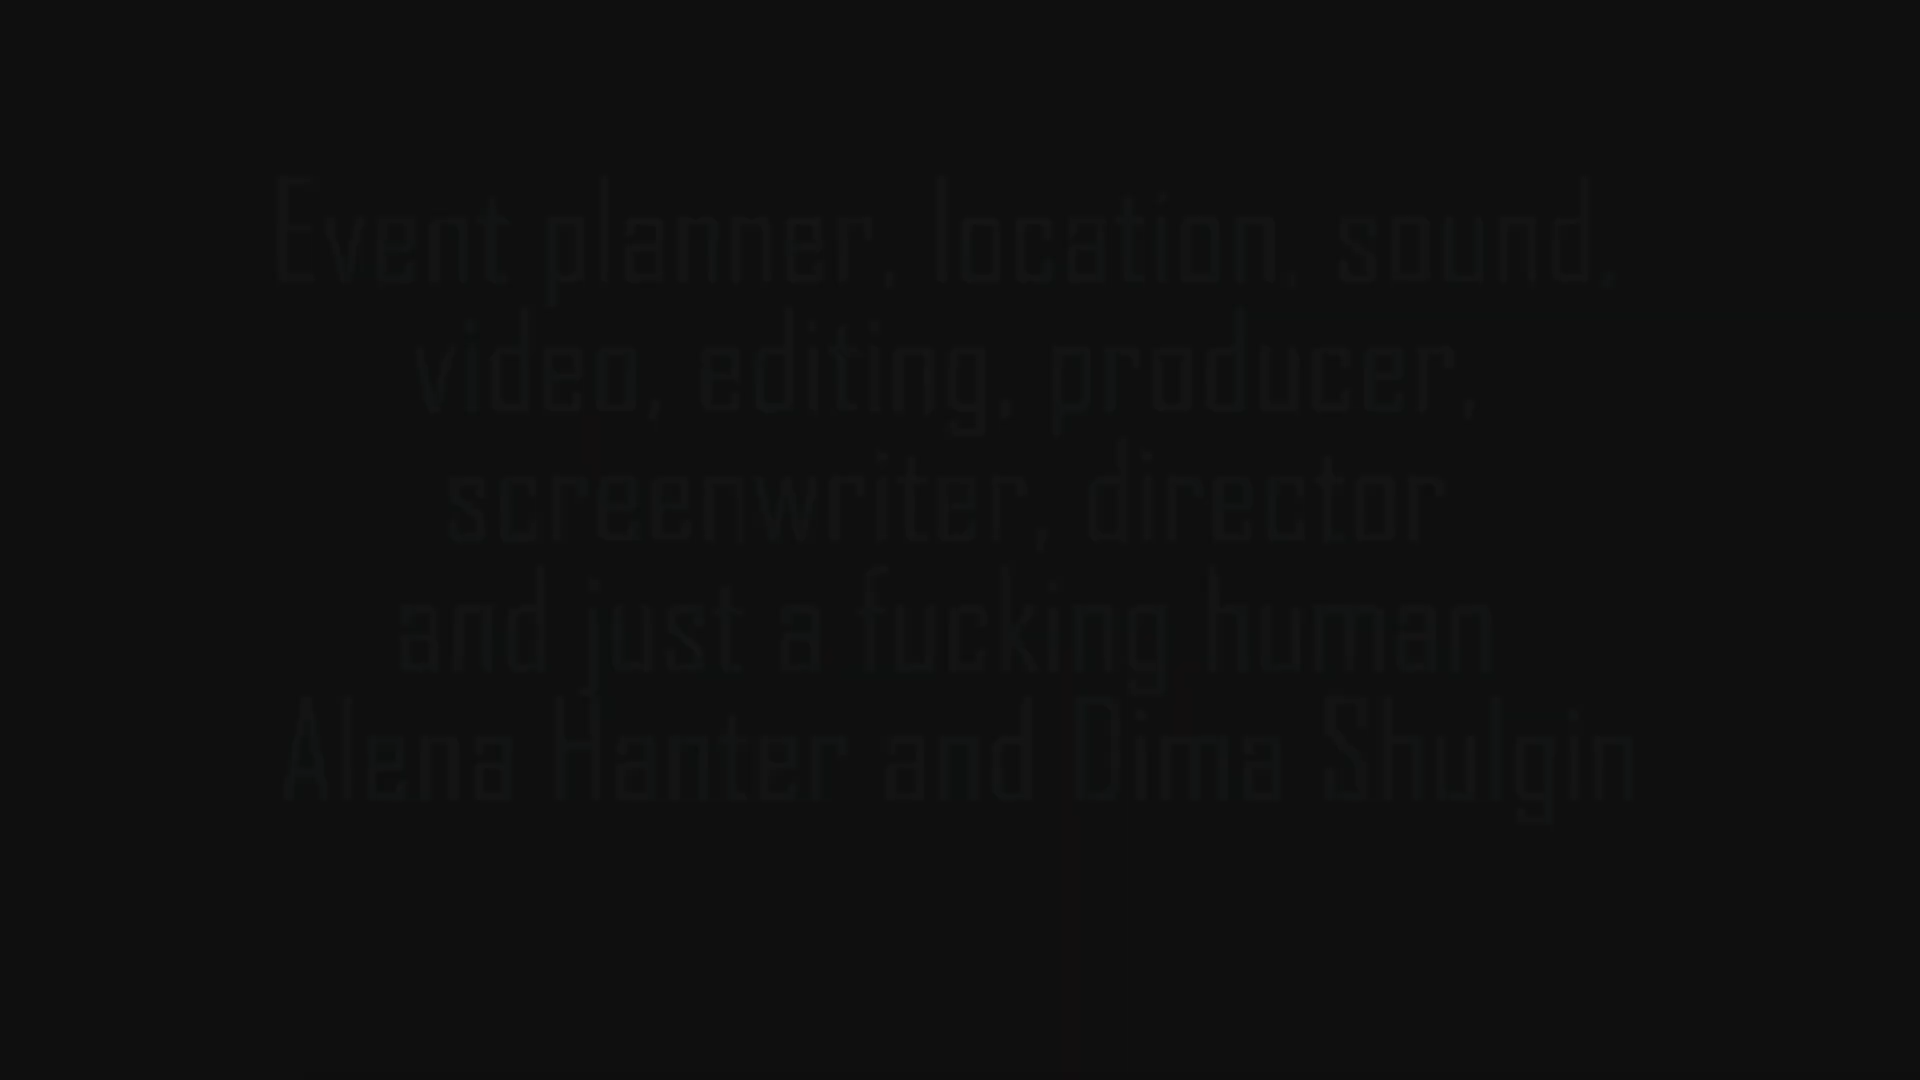 Event planner, location, sound,
video, editing, producer,
screenwriter, director
and just a fucking human
Alena Hanter and Dima Shulgin